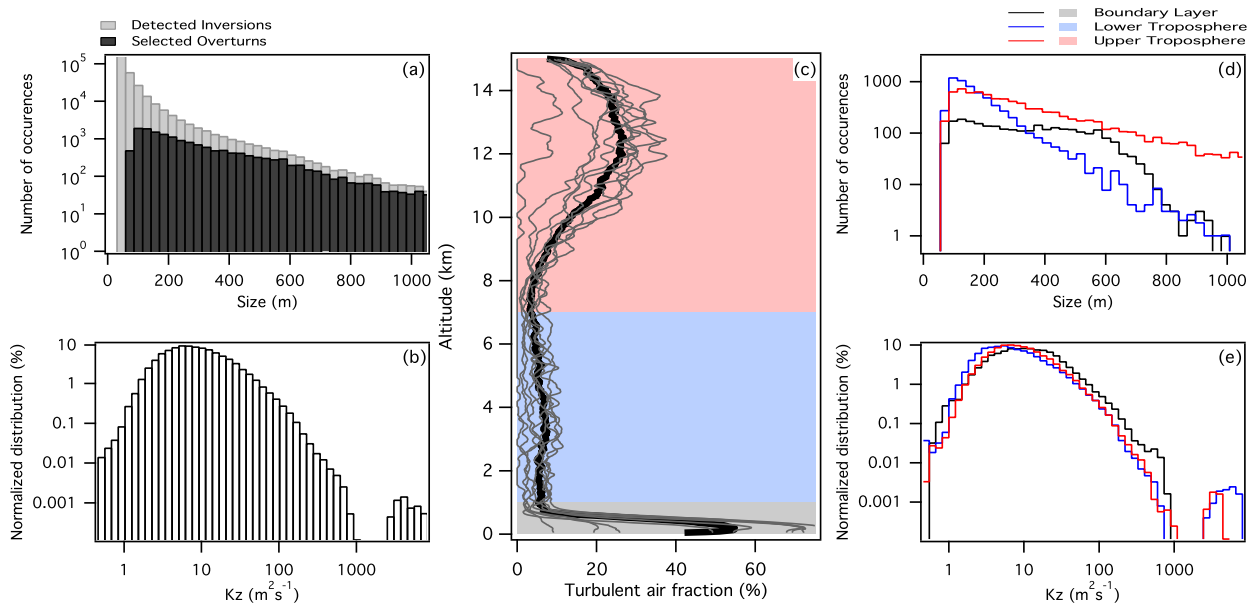 Detected Inversions
Selected Overturns
Boundary Layer
Lower Troposphere
Upper Troposphere
(a)
Number of occurences
10^5
10^4
10^3
10^2
10^1
10^0
0 200 400 600 800 1000
Size (m)
(b)
Normalized distribution (%)
10
1
0.1
0.01
0.001
1 10 100 1000
Kz (m^2s^-1)
(c)
Altitude (km)
14
12
10
8
6
4
2
0
0 20 40 60
Turbulent air fraction (%)
(d)
Number of occurences
1000
100
10
1
0 200 400 600 800 1000
Size (m)
(e)
Normalized distribution (%)
10
1
0.1
0.01
0.001
1 10 100 1000
Kz (m^2s^-1)